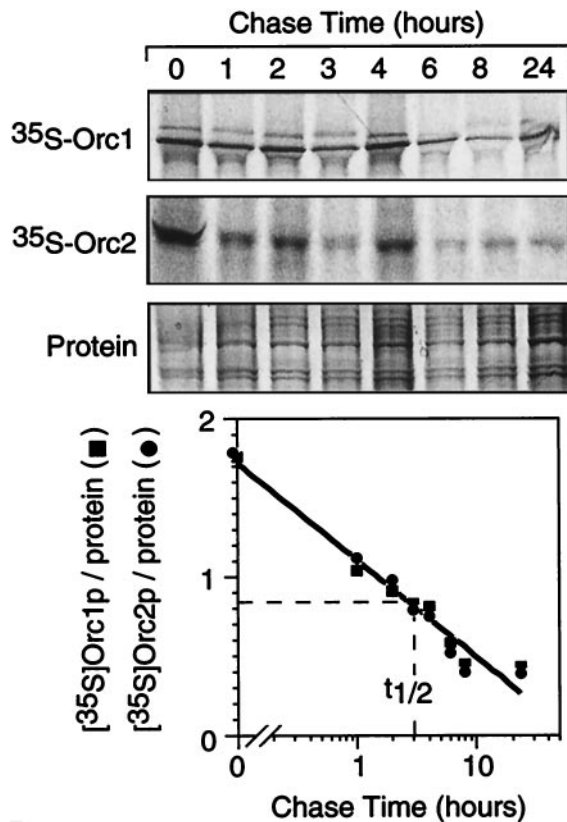 Chase Time (hours)
0 1 2 3 4 6 8 24
35S-Orc1
35S-Orc2
Protein
[35S]Orc1p / protein (■)
[35S]Orc2p / protein (●)
2
1
0
t1/2
0 1 10
Chase Time (hours)